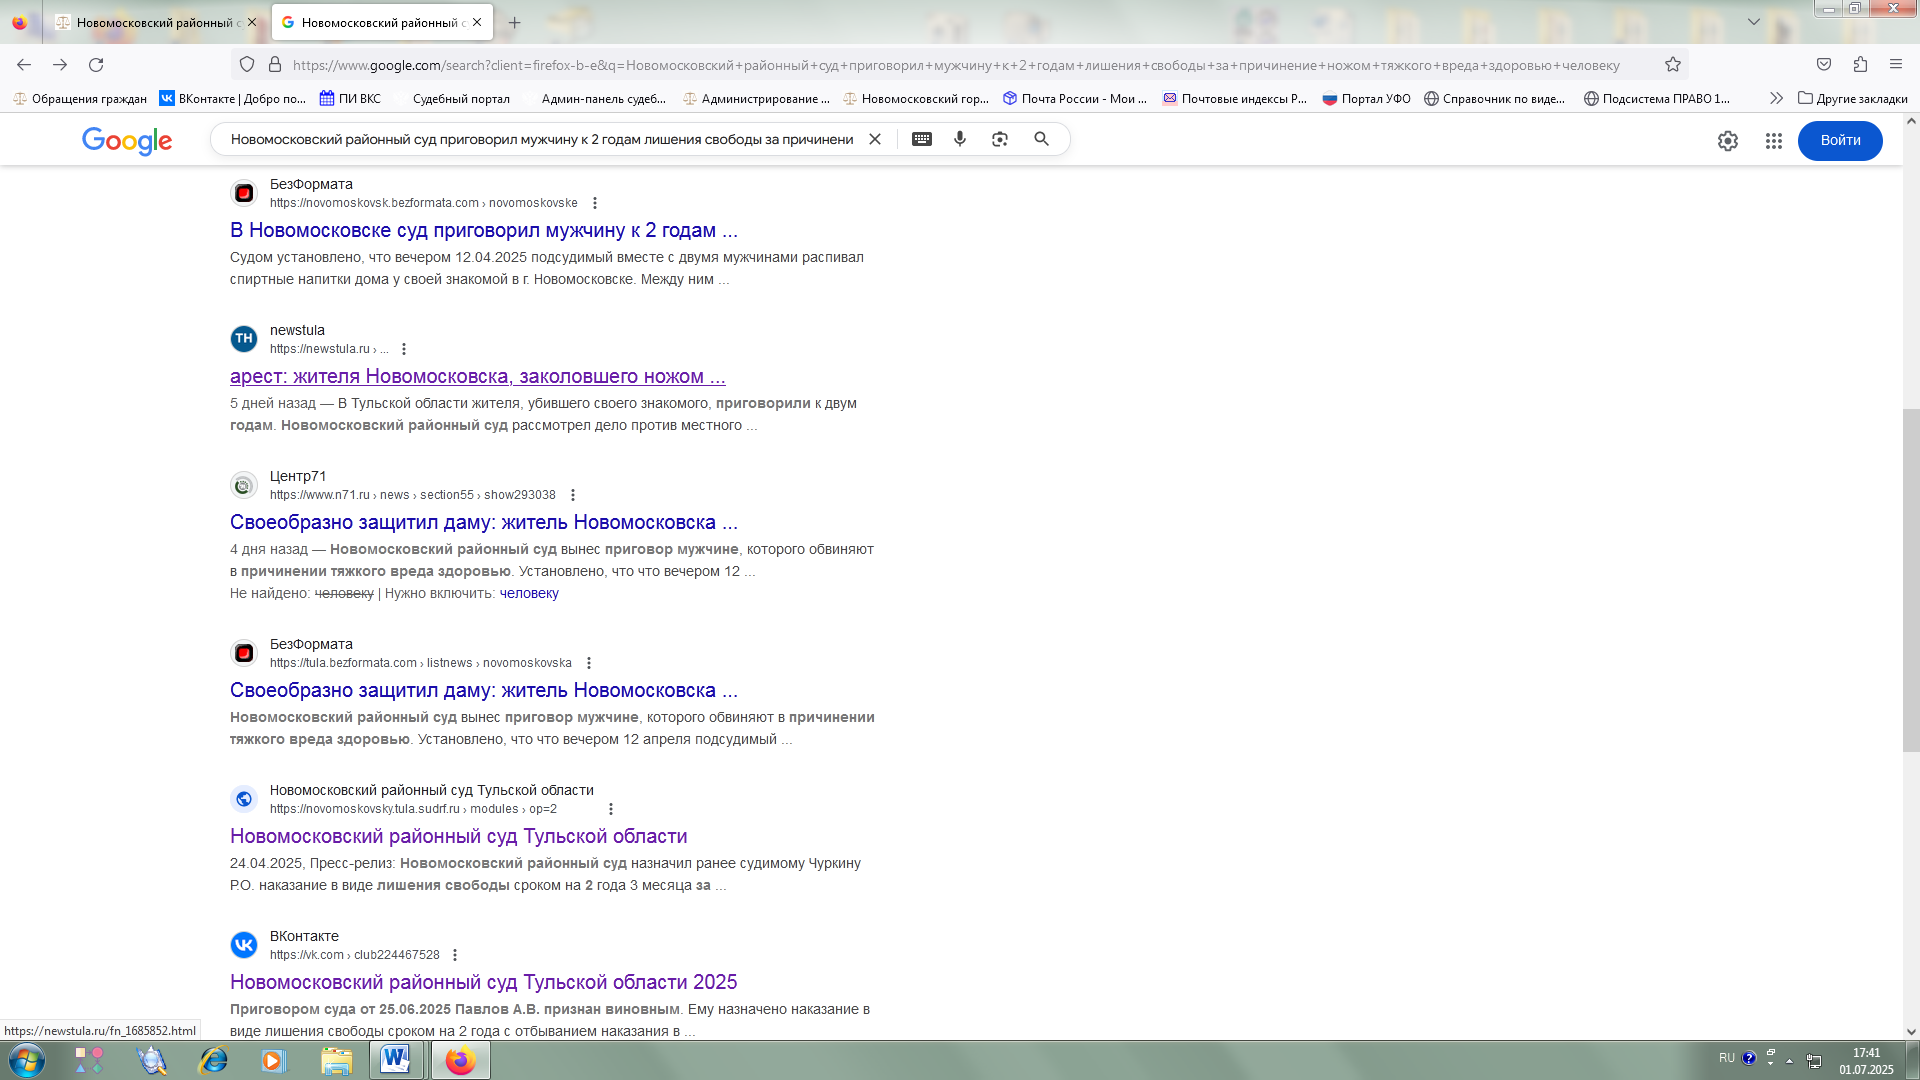 Новомосковский районный с
Новомосковский районный с
https://www.google.com/search?client=firefox-b-e&q=Новомосковский+районный+суд+приговорил+мужчину+к+2+годам+лишения+свободы+за+причинение+ножом+тяжкого+вреда+здоровью+человеку
Обращения граждан
ВКонтакте | Добро по...
ПИ ВКС
Судебный портал
Админ-панель судеб...
Администрирование ...
Новомосковский гор...
Почта России - Мои ...
Почтовые индексы Р...
Портал УФО
Справочник по виде...
Подсистема ПРАВО 1...
Другие закладки
Google
Новомосковский районный суд приговорил мужчину к 2 годам лишения свободы за причинени
Войти
БезФормата
https://novomoskovsk.bezformata.com › novomoskovske
В Новомосковске суд приговорил мужчину к 2 годам ...
Судом установлено, что вечером 12.04.2025 подсудимый вместе с двумя мужчинами распивал
спиртные напитки дома у своей знакомой в г. Новомосковске. Между ним ...
TH
newstula
https://newstula.ru › ...
арест: жителя Новомосковска, заколовшего ножом ...
5 дней назад — В Тульской области жителя, убившего своего знакомого, приговорили к двум
годам. Новомосковский районный суд рассмотрел дело против местного ...
Центр71
https://www.n71.ru › news › section55 › show293038
Своеобразно защитил даму: житель Новомосковска ...
4 дня назад — Новомосковский районный суд вынес приговор мужчине, которого обвиняют
в причинении тяжкого вреда здоровью. Установлено, что что вечером 12 ...
Не найдено: человеку | Нужно включить: человеку
БезФормата
https://tula.bezformata.com › listnews › novomoskovska
Своеобразно защитил даму: житель Новомосковска ...
Новомосковский районный суд вынес приговор мужчине, которого обвиняют в причинении
тяжкого вреда здоровью. Установлено, что что вечером 12 апреля подсудимый ...
Новомосковский районный суд Тульской области
https://novomoskovsky.tula.sudrf.ru › modules › op=2
Новомосковский районный суд Тульской области
24.04.2025, Пресс-релиз: Новомосковский районный суд назначил ранее судимому Чуркину
Р.О. наказание в виде лишения свободы сроком на 2 года 3 месяца за ...
ВКонтакте
https://vk.com › club224467528
Новомосковский районный суд Тульской области 2025
Приговором суда от 25.06.2025 Павлов А.В. признан виновным. Ему назначено наказание в
виде лишения свободы сроком на 2 года с отбыванием наказания в ...
https://newstula.ru/fn_1685852.html
RU
17:41
01.07.2025